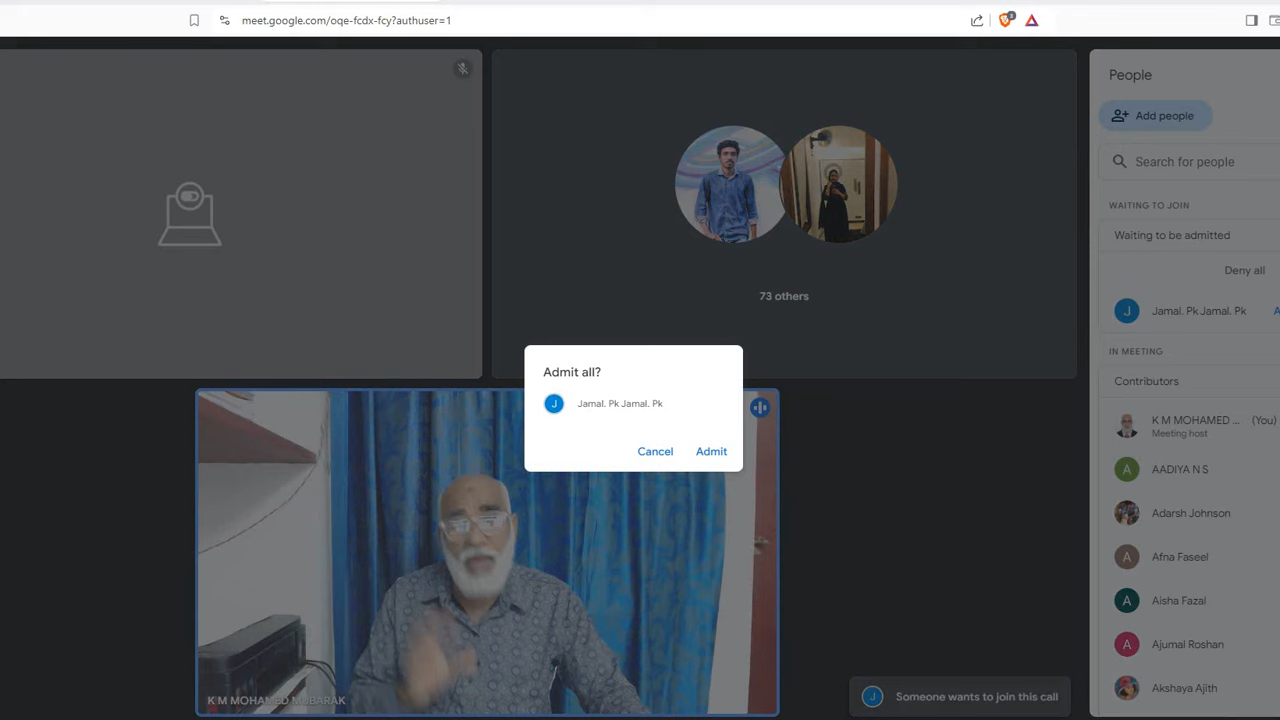 meet.google.com/oqe-fcdx-fcy?authuser=1
People
Add people
Search for people
WAITING TO JOIN
Waiting to be admitted
Deny all
J
Jamal. Pk Jamal. Pk
IN MEETING
Contributors
K M MOHAMED ... (You)
Meeting host
A
AADIYA N S
Adarsh Johnson
A
Afna Faseel
A
Aisha Fazal
A
Ajumal Roshan
Akshaya Ajith
73 others
Admit all?
J
Jamal. Pk Jamal. Pk
Cancel
Admit
K M MOHAMED MUBARAK
J
Someone wants to join this call